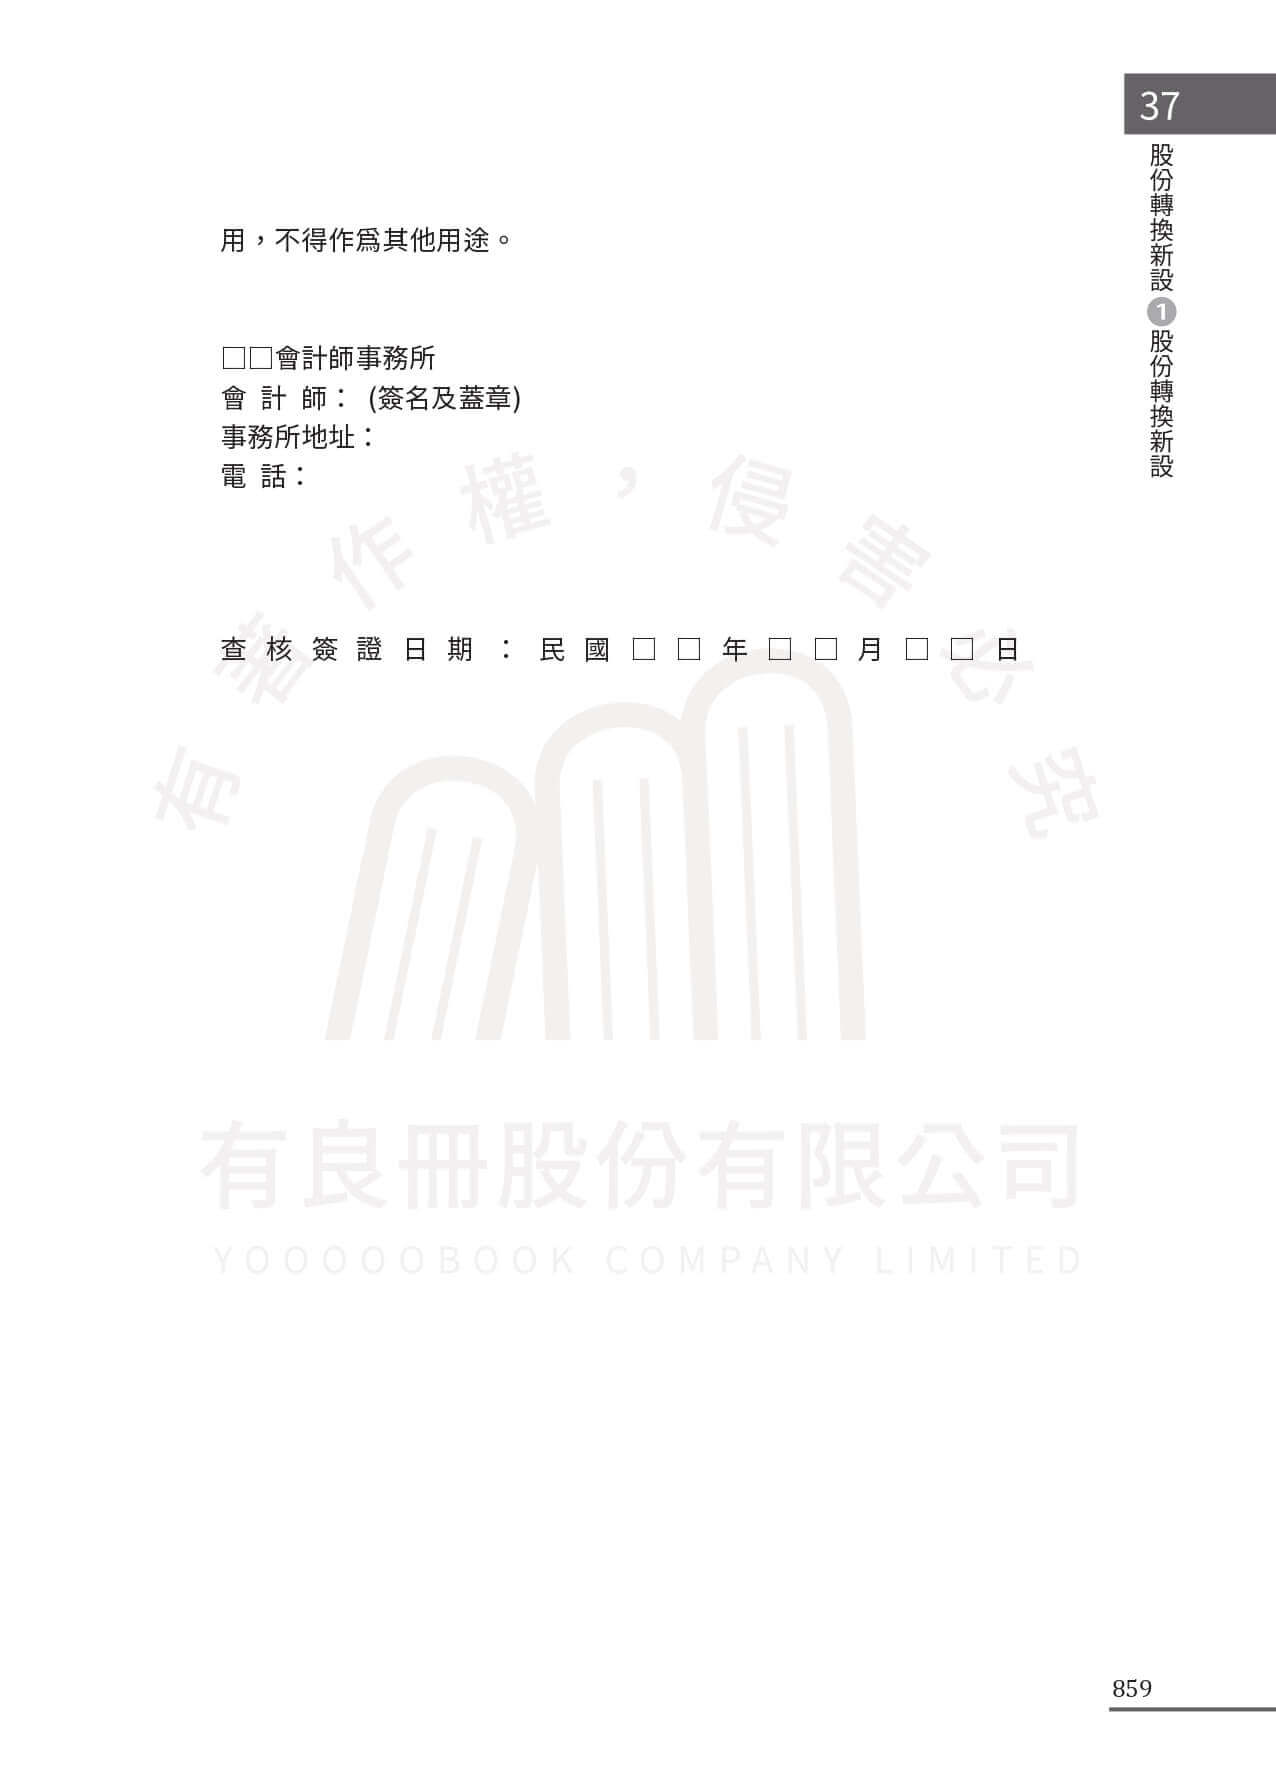 37
股份轉換新設
1
股份轉換新設
用，不得作爲其他用途。
□□會計師事務所
會 計 師： (簽名及蓋章)
事務所地址：
電 話：
查核簽證日期：民國□□年□□月□□日
有著作權，侵害必究
有良冊股份有限公司
YOOOOOBOOK COMPANY LIMITED
859